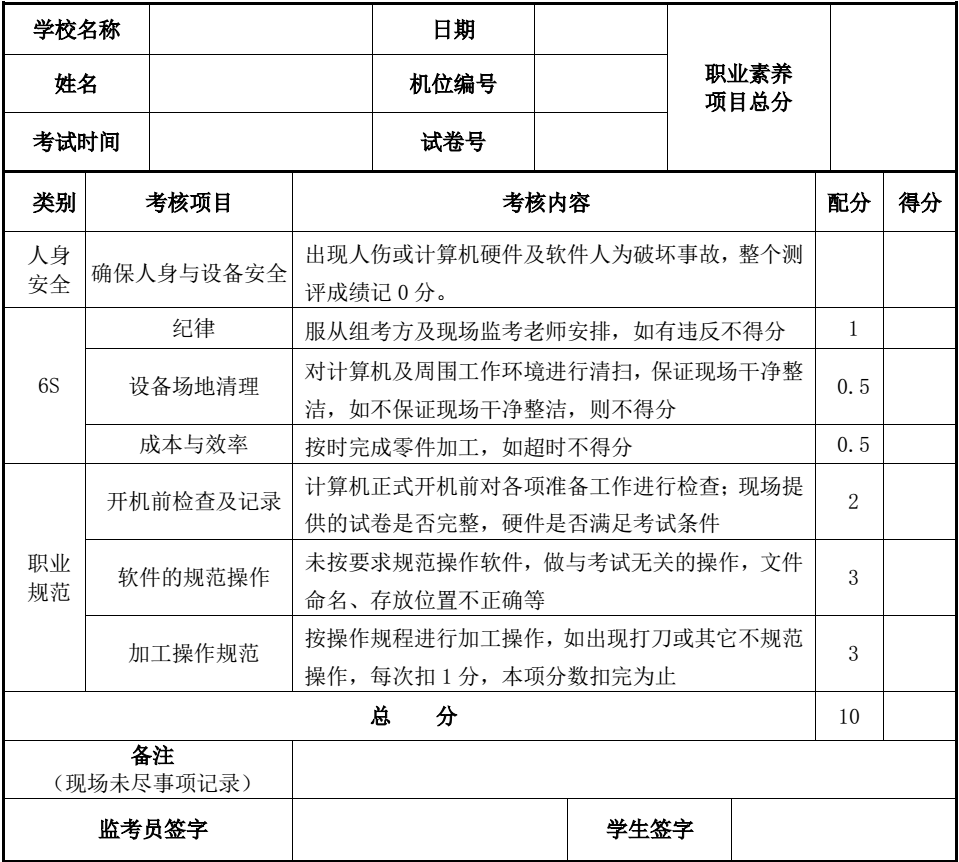 学校名称 日期 职业素养
项目总分
姓名 机位编号
考试时间 试卷号
类别 考核项目 考核内容 配分 得分
人身
安全
确保人身与设备安全
出现人伤或计算机硬件及软件人为破坏事故，整个测
评成绩记 0 分。
6S
纪律 服从组考方及现场监考老师安排，如有违反不得分 1
设备场地清理
对计算机及周围工作环境进行清扫，保证现场干净整
洁，如不保证现场干净整洁，则不得分
0.5
成本与效率 按时完成零件加工，如超时不得分 0.5
职业
规范
开机前检查及记录
计算机正式开机前对各项准备工作进行检查；现场提
供的试卷是否完整，硬件是否满足考试条件
2
软件的规范操作
未按要求规范操作软件，做与考试无关的操作，文件
命名、存放位置不正确等
3
加工操作规范
按操作规程进行加工操作，如出现打刀或其它不规范
操作，每次扣 1 分，本项分数扣完为止
3
总 分 10
备注
（现场未尽事项记录）
监考员签字 学生签字